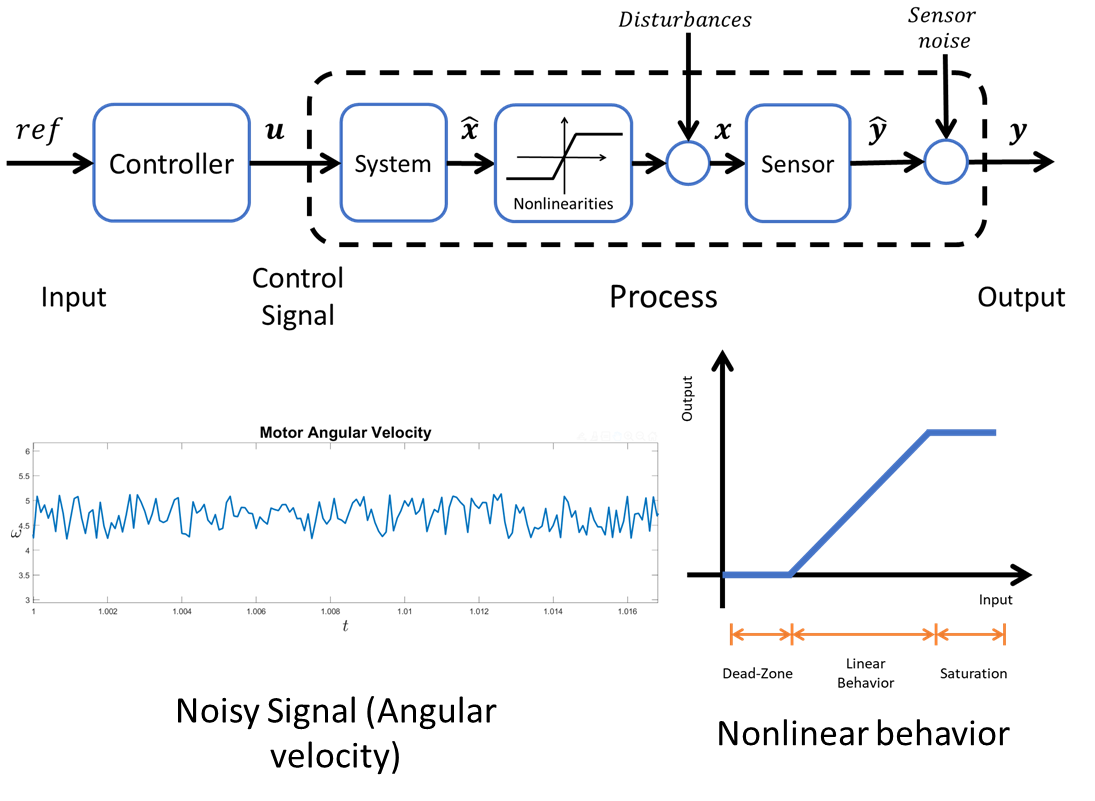 Disturbances
Sensor
noise
ref
u
x̂
x
ŷ
y
Controller
System
Nonlinearities
Sensor
Input
Control
Signal
Process
Output
Motor Angular Velocity
6
5.5
5
4.5
4
3.5
3
ω
1
1.002
1.004
1.006
1.008
1.01
1.012
1.014
1.016
t
Noisy Signal (Angular
velocity)
Output
Input
Dead-Zone
Linear
Behavior
Saturation
Nonlinear behavior